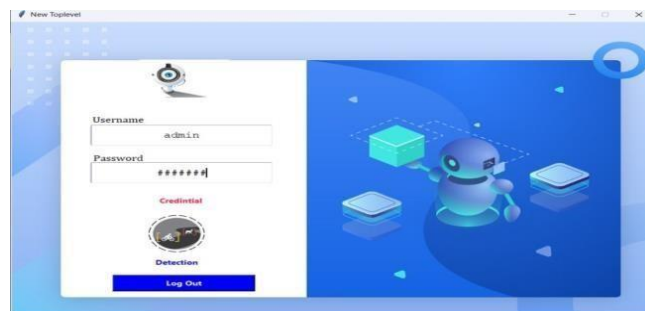 New Toplevel
Username
admin
Password
#######
Credintial
Detection
Log Out